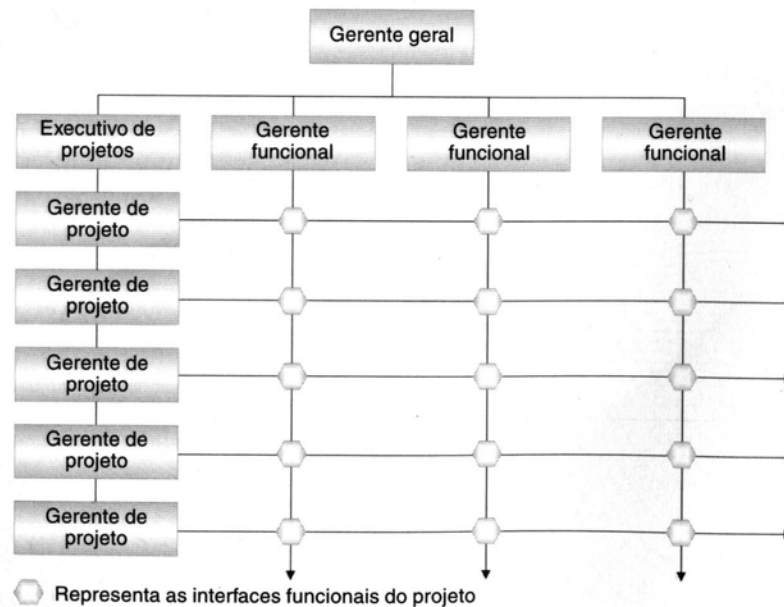 Gerente geral
Executivo de
projetos
Gerente
funcional
Gerente
funcional
Gerente
funcional
Gerente de
projeto
Gerente de
projeto
Gerente de
projeto
Gerente de
projeto
Gerente de
projeto
Representa as interfaces funcionais do projeto